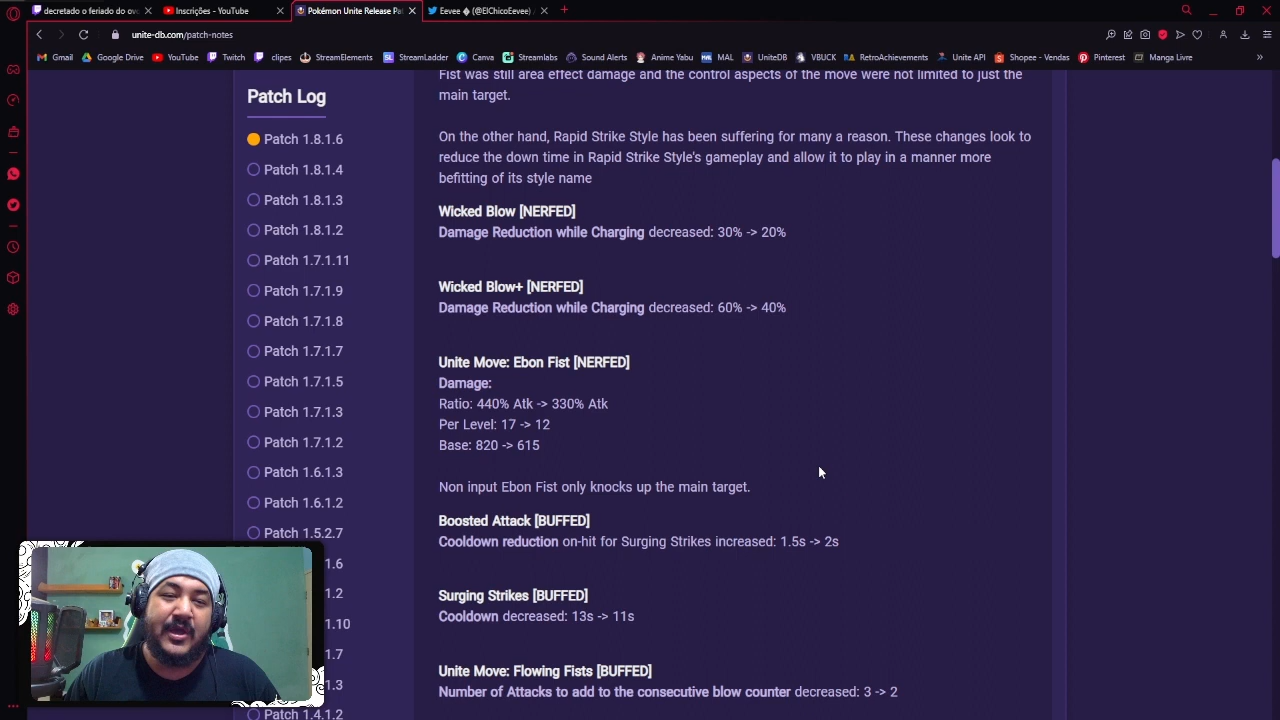 decretado o feriado do ovo
Inscrições - YouTube
Pokémon Unite Release Pat
Eevee ♦ (@ElChicoEevee)
unite-db.com/patch-notes
Gmail
Google Drive
YouTube
Twitch
clipes
StreamElements
StreamLadder
Canva
Streamlabs
Sound Alerts
Anime Yabu
MAL
UniteDB
VBUCK
RetroAchievements
Unite API
Shopee - Vendas
Pinterest
Manga Livre
Patch Log
Patch 1.8.1.6
Patch 1.8.1.4
Patch 1.8.1.3
Patch 1.8.1.2
Patch 1.7.1.11
Patch 1.7.1.9
Patch 1.7.1.8
Patch 1.7.1.7
Patch 1.7.1.5
Patch 1.7.1.3
Patch 1.7.1.2
Patch 1.6.1.3
Patch 1.6.1.2
Patch 1.5.2.7
.1.6
.1.2
.1.10
.1.7
.1.3
Patch 1.4.1.2
Fist was still area effect damage and the control aspects of the move were not limited to just the
main target.
On the other hand, Rapid Strike Style has been suffering for many a reason. These changes look to
reduce the down time in Rapid Strike Style's gameplay and allow it to play in a manner more
befitting of its style name
Wicked Blow [NERFED]
Damage Reduction while Charging decreased: 30% -> 20%
Wicked Blow+ [NERFED]
Damage Reduction while Charging decreased: 60% -> 40%
Unite Move: Ebon Fist [NERFED]
Damage:
Ratio: 440% Atk -> 330% Atk
Per Level: 17 -> 12
Base: 820 -> 615
Non input Ebon Fist only knocks up the main target.
Boosted Attack [BUFFED]
Cooldown reduction on-hit for Surging Strikes increased: 1.5s -> 2s
Surging Strikes [BUFFED]
Cooldown decreased: 13s -> 11s
Unite Move: Flowing Fists [BUFFED]
Number of Attacks to add to the consecutive blow counter decreased: 3 -> 2